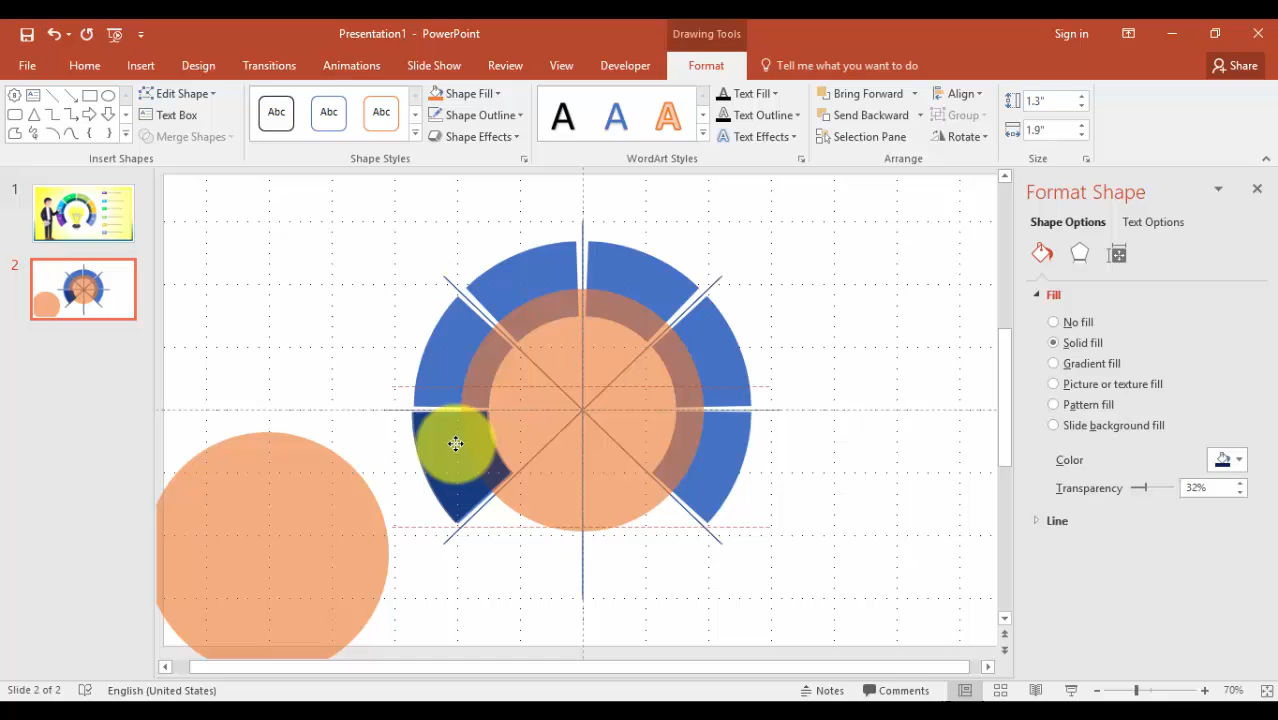 Presentation1 - PowerPoint
Drawing Tools
Sign in
File Home Insert Design Transitions Animations Slide Show Review View Developer Format Tell me what you want to do Share
Edit Shape
Text Box
Merge Shapes
Insert Shapes
Abc Abc Abc
Shape Fill
Shape Outline
Shape Effects
Shape Styles
A A A
Text Fill
Text Outline
Text Effects
WordArt Styles
Bring Forward
Send Backward
Selection Pane
Align
Group
Rotate
Arrange
1.3"
1.9"
Size
1
2
Format Shape
Shape Options Text Options
Fill
No fill
Solid fill
Gradient fill
Picture or texture fill
Pattern fill
Slide background fill
Color
Transparency 32%
Line
Slide 2 of 2 English (United States) Notes Comments 70%